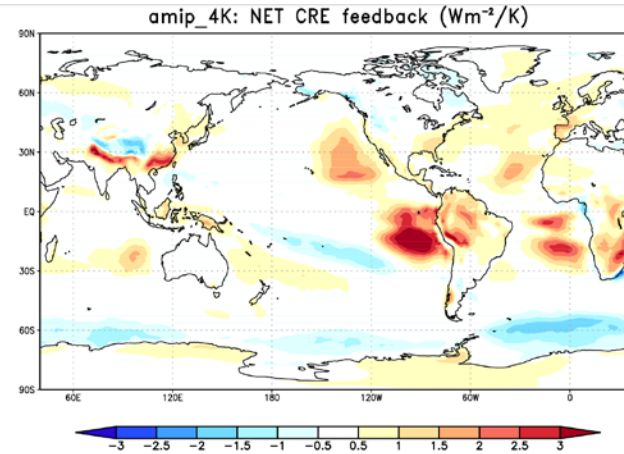 amip_4K: NET CRE feedback (Wm⁻²/K)
90N
60N
30N
EQ
30S
60S
90S
60E 120E 180 120W 60W 0
-3 -2.5 -2 -1.5 -1 -0.5 0.5 1 1.5 2 2.5 3